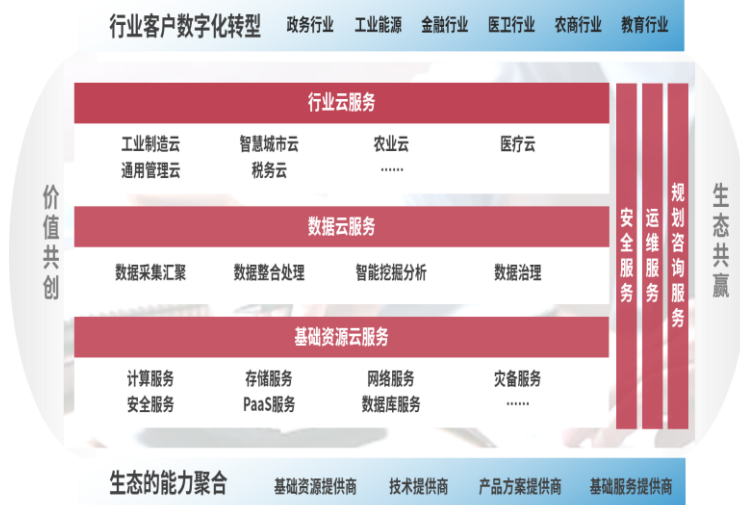 行业客户数字化转型 政务行业 工业能源 金融行业 医卫行业 农商行业 教育行业
价值共创
行业云服务
工业制造云 智慧城市云 农业云 医疗云
通用管理云 税务云 ······
数据云服务
数据采集汇聚 数据整合处理 智能挖掘分析 数据治理
基础资源云服务
计算服务 存储服务 网络服务 灾备服务
安全服务 PaaS服务 数据库服务 ······
安全服务
运维服务
规划咨询服务
生态共赢
生态的能力聚合 基础资源提供商 技术提供商 产品方案提供商 基础服务提供商